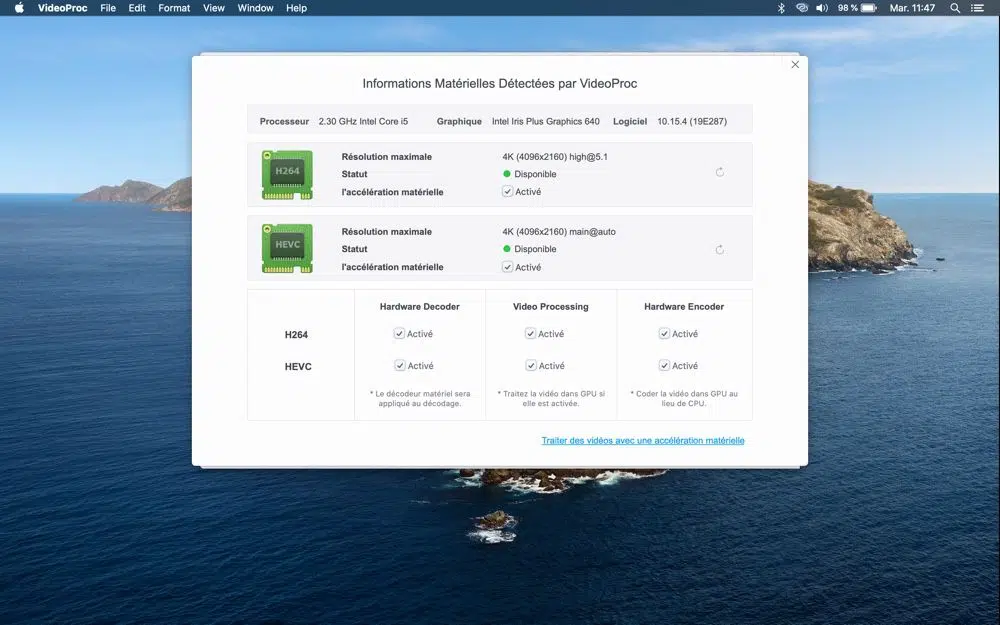 VideoProc File Edit Format View Window Help 98 % Mar. 11:47
Informations Matérielles Détectées par VideoProc
Processeur 2.30 GHz Intel Core i5 Graphique Intel Iris Plus Graphics 640 Logiciel 10.15.4 (19E287)
H264
Résolution maximale 4K (4096x2160) high@5.1
Statut Disponible
l'accélération matérielle Activé
HEVC
Résolution maximale 4K (4096x2160) main@auto
Statut Disponible
l'accélération matérielle Activé
Hardware Decoder Video Processing Hardware Encoder
H264 Activé Activé Activé
HEVC Activé Activé Activé
* Le décodeur matériel sera
appliqué au décodage.
* Traitez la vidéo dans GPU si
elle est activée.
* Coder la vidéo dans GPU au
lieu de CPU.
Traiter des vidéos avec une accélération matérielle